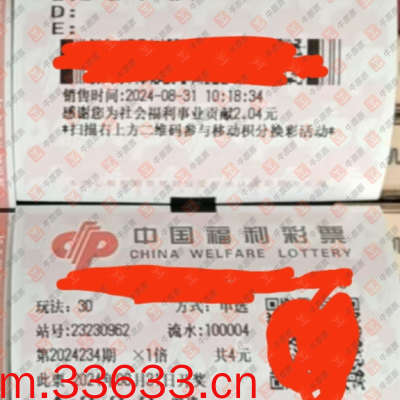 D:
E:
销售时间:2024-08-31 10:18:34
感谢您为社会福利事业贡献2.04元
*扫描右上方二维码参与移动积分换彩活动*
中国福利彩票
CHINA WELFARE LOTTERY
玩法:3D 方式:单选
站号:23230962 流水:100004
第2024234期 ×1倍 共4元
m.33633.cn